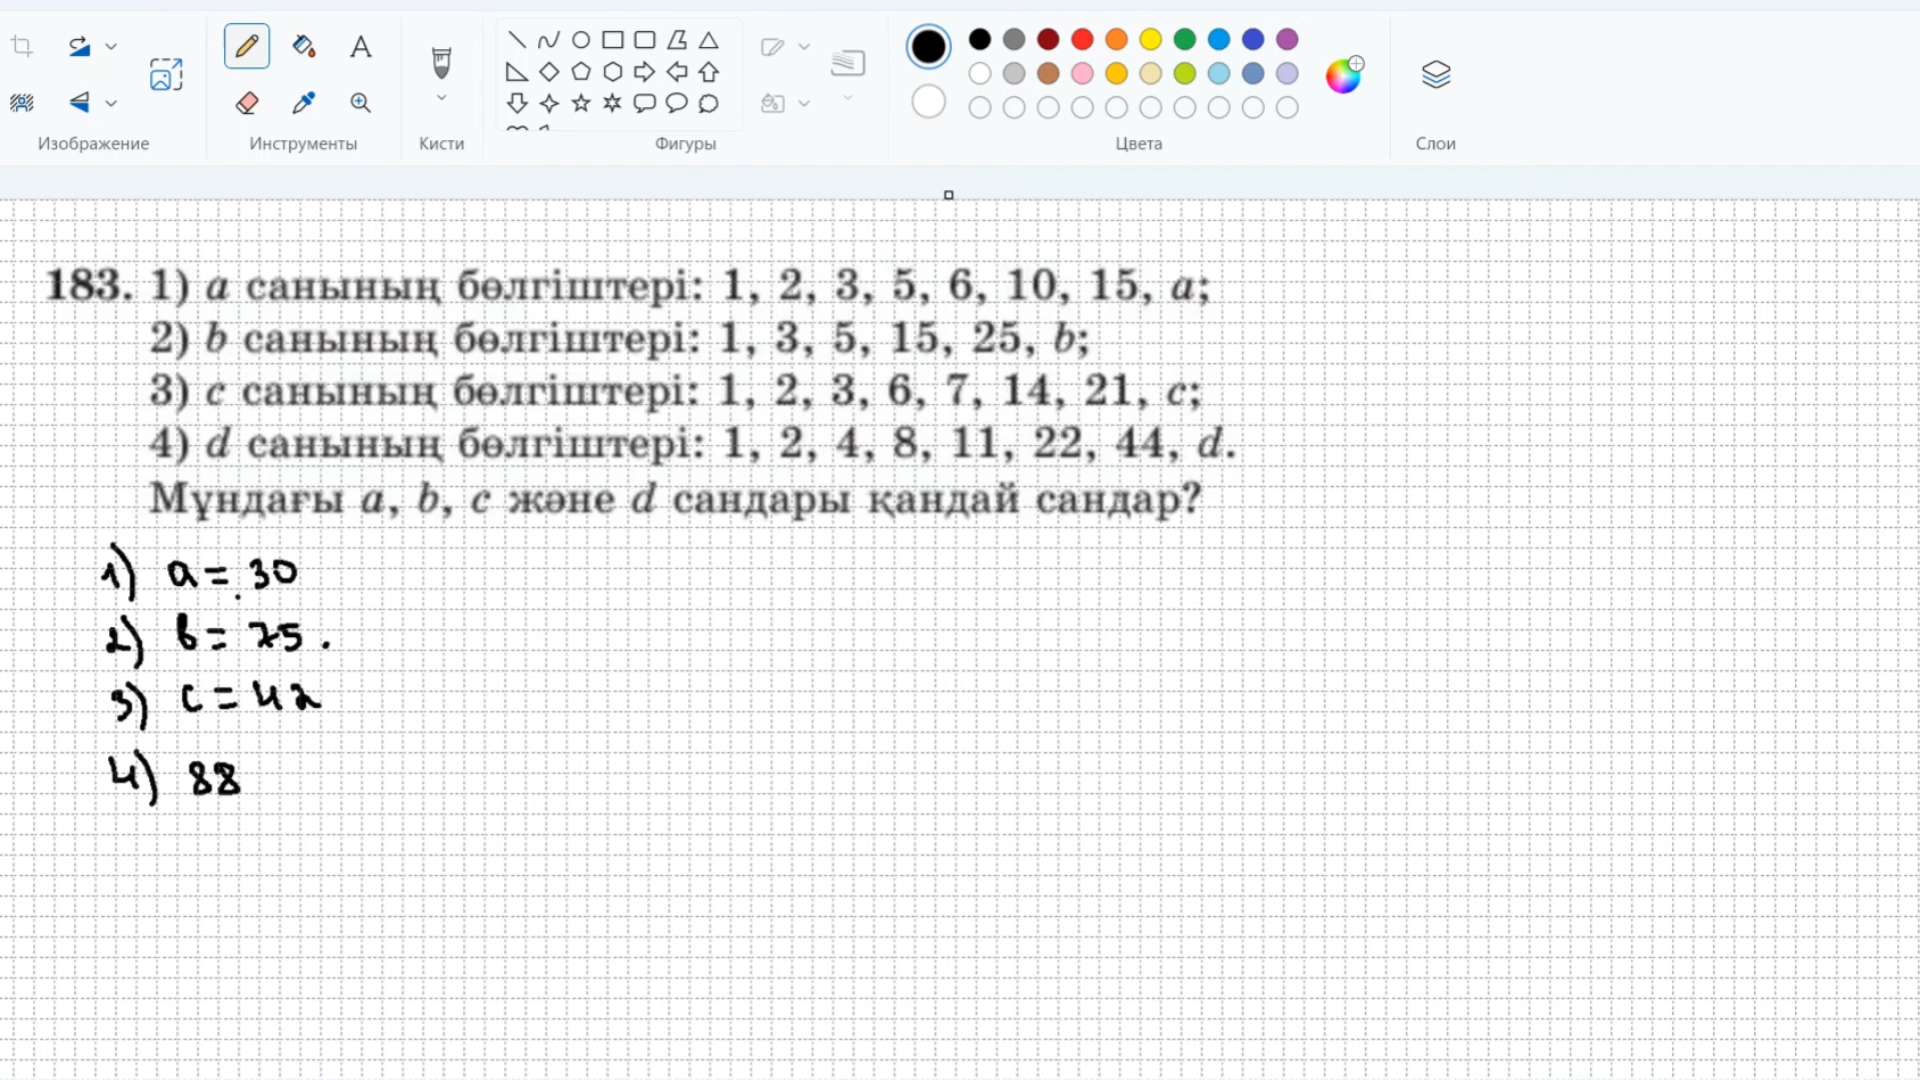 Изображение
Инструменты
Кисти
Фигуры
Цвета
Слои
183. 1) a санының бөлгіштері: 1, 2, 3, 5, 6, 10, 15, a;
2) b санының бөлгіштері: 1, 3, 5, 15, 25, b;
3) c санының бөлгіштері: 1, 2, 3, 6, 7, 14, 21, c;
4) d санының бөлгіштері: 1, 2, 4, 8, 11, 22, 44, d.
Мұндағы a, b, c және d сандары қандай сандар?
1) a = 30
2) b = 75.
3) c = 42
4) 88